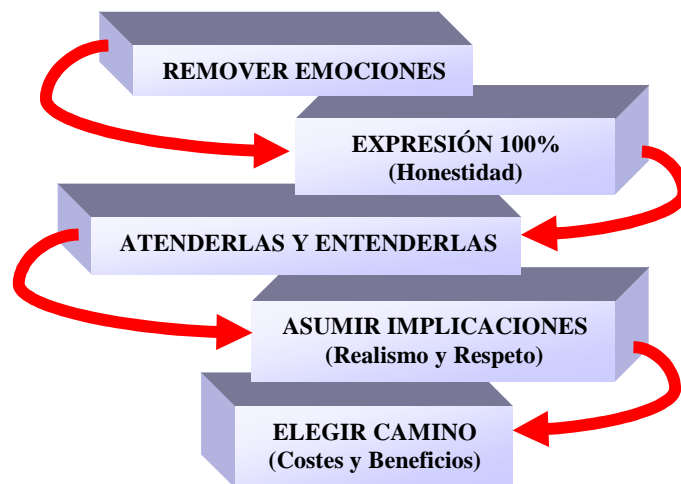 REMOVER EMOCIONES
EXPRESIÓN 100%
(Honestidad)
ATENDERLAS Y ENTENDERLAS
ASUMIR IMPLICACIONES
(Realismo y Respeto)
ELEGIR CAMINO
(Costes y Beneficios)